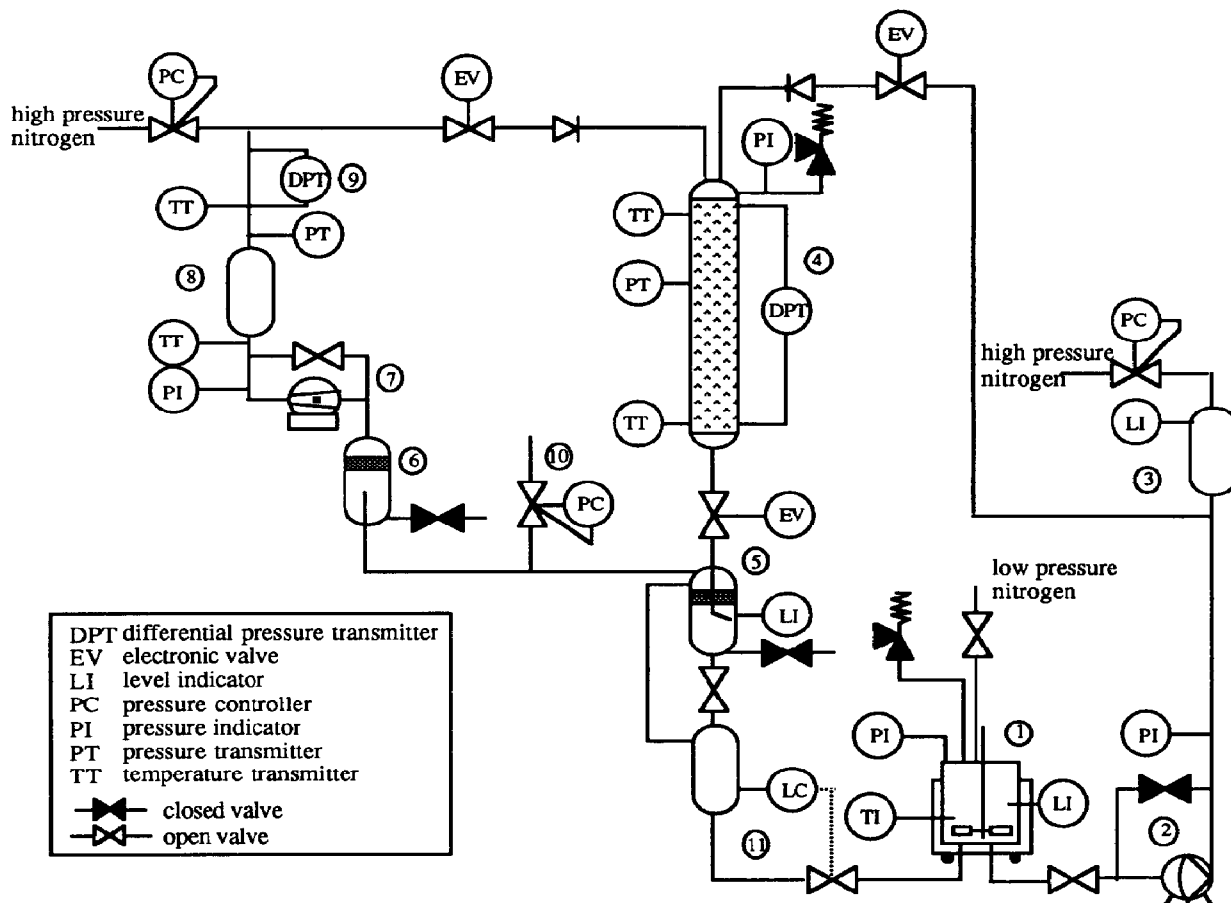 EV
PC
EV
high pressure
nitrogen
PI
DPT
9
TT
TT
PT
8
4
PT
DPT
PC
TT
high pressure
nitrogen
7
PI
LI
TT
6
10
3
PC
EV
5
low pressure
nitrogen
LI
DPT differential pressure transmitter
EV electronic valve
LI level indicator
PC pressure controller
PI pressure indicator
PT pressure transmitter
TT temperature transmitter
closed valve
open valve
1
PI
PI
LC
LI
TI
2
11